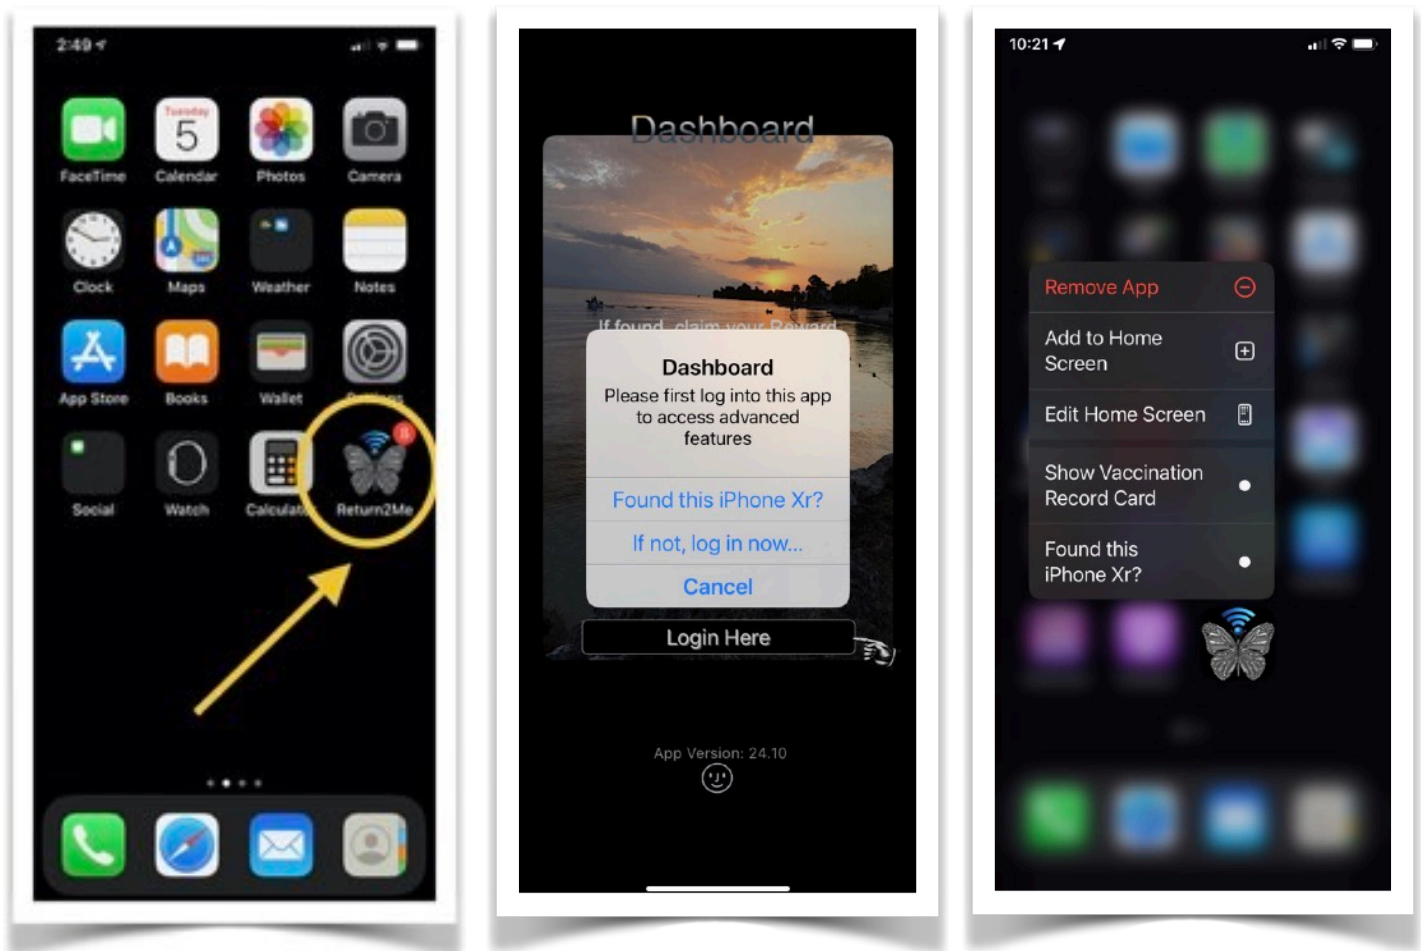 2:49
FaceTime
Tuesday
5
Calendar
Photos
Camera
Clock
Maps
Weather
Notes
App Store
Books
Wallet
Social
Watch
Return2Me
Dashboard
If found, claim your Reward
Dashboard
Please first log into this app
to access advanced
features
Found this iPhone Xr?
If not, log in now...
Cancel
Login Here
App Version: 24.10
10:21
Remove App
Add to Home
Screen
Edit Home Screen
Show Vaccination
Record Card
Found this
iPhone Xr?